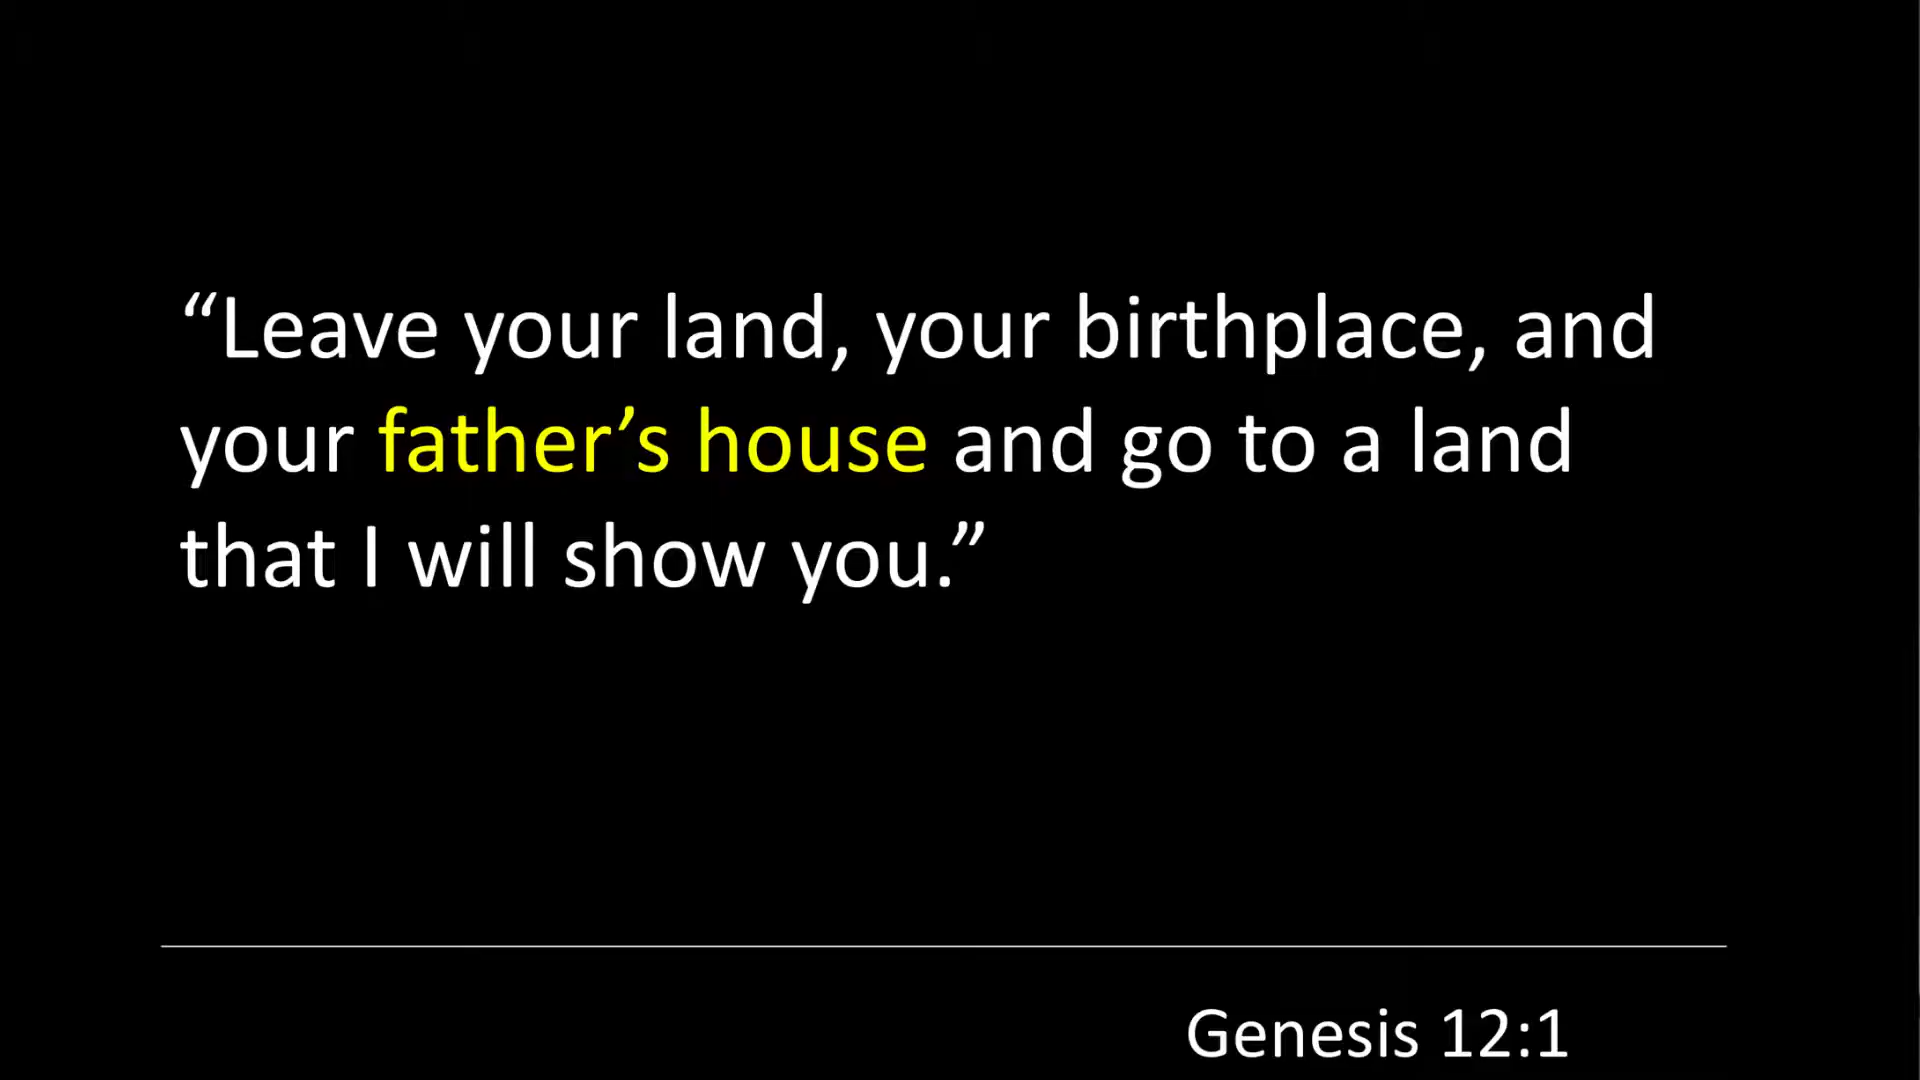 “Leave your land, your birthplace, and
your father’s house and go to a land
that I will show you.”
Genesis 12:1